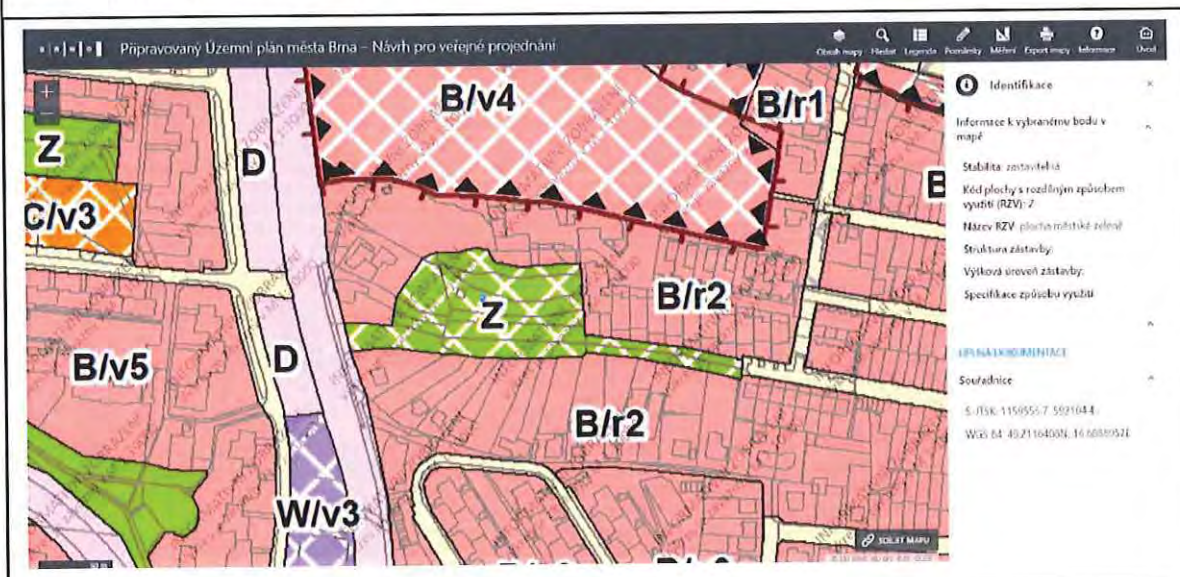 Připravovaný Územní plán města Brna – Návrh pro veřejné projednání
Obsah mapy Hledat Legenda Pomůcky Měření Export mapy Informace Úvod
+
−
B/v4
B/r1
Z
D
C/v3
B
Z
B/r2
B/v5
D
B/r2
W/v3
SDÍLET MAPU
50 m
Identifikace
×
Informace k vybranému bodu v
mapě
Stabilita: zastavitelná
Kód plochy s rozdílným způsobem
využití (RZV): Z
Název RZV: plocha městské zeleně
Struktura zástavby:
Výšková úroveň zástavby:
Specifikace způsobu využití:
ÚPLNÁ DOKUMENTACE
Souřadnice